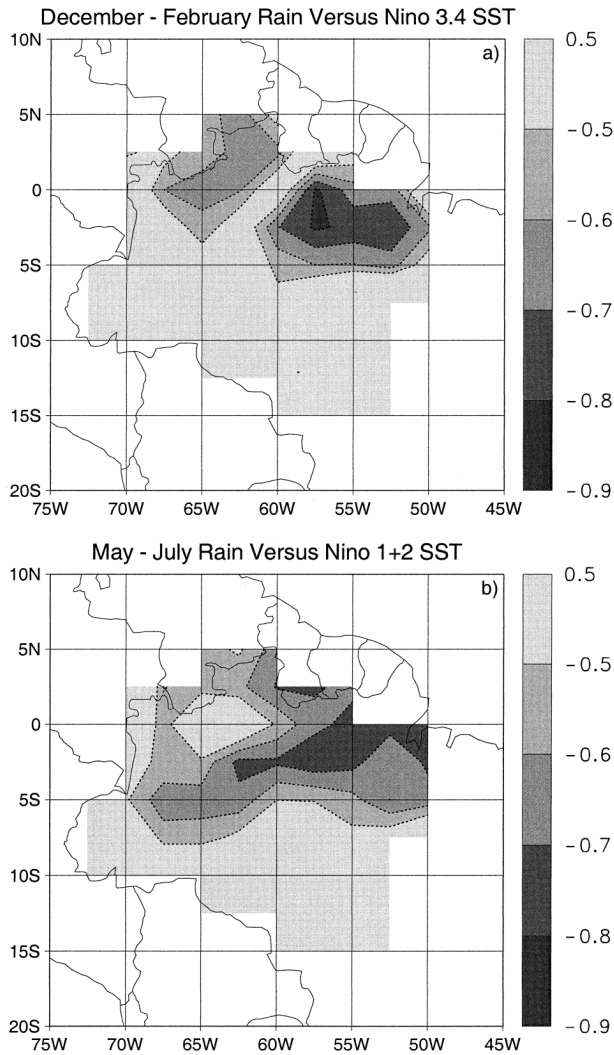 December - February Rain Versus Nino 3.4 SST
a)
10N
5N
0
5S
10S
15S
20S
75W 70W 65W 60W 55W 50W 45W
0.5
-0.5
-0.6
-0.7
-0.8
-0.9
May - July Rain Versus Nino 1+2 SST
b)
10N
5N
0
5S
10S
15S
20S
75W 70W 65W 60W 55W 50W 45W
0.5
-0.5
-0.6
-0.7
-0.8
-0.9